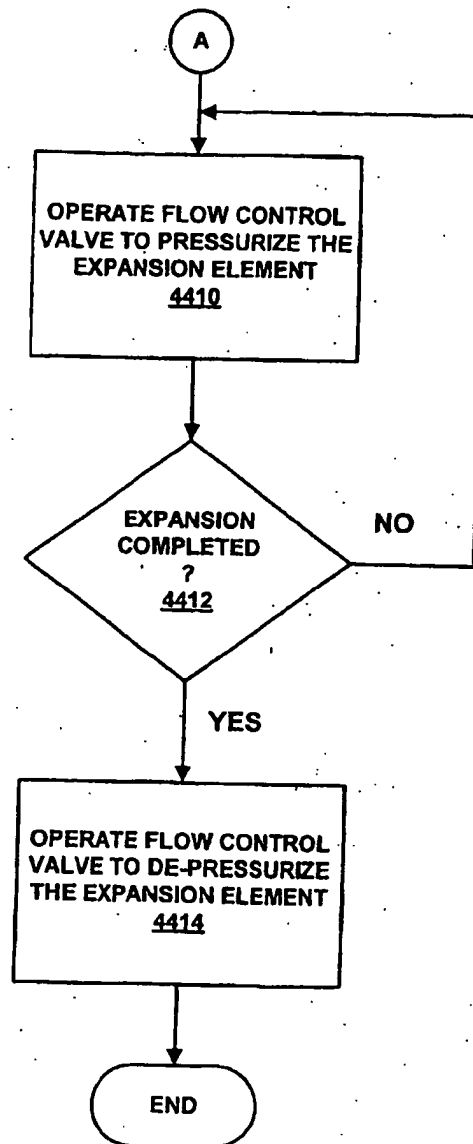 A
OPERATE FLOW CONTROL
VALVE TO PRESSURIZE THE
EXPANSION ELEMENT
4410
EXPANSION
COMPLETED
?
4412
NO
YES
OPERATE FLOW CONTROL
VALVE TO DE-PRESSURIZE
THE EXPANSION ELEMENT
4414
END